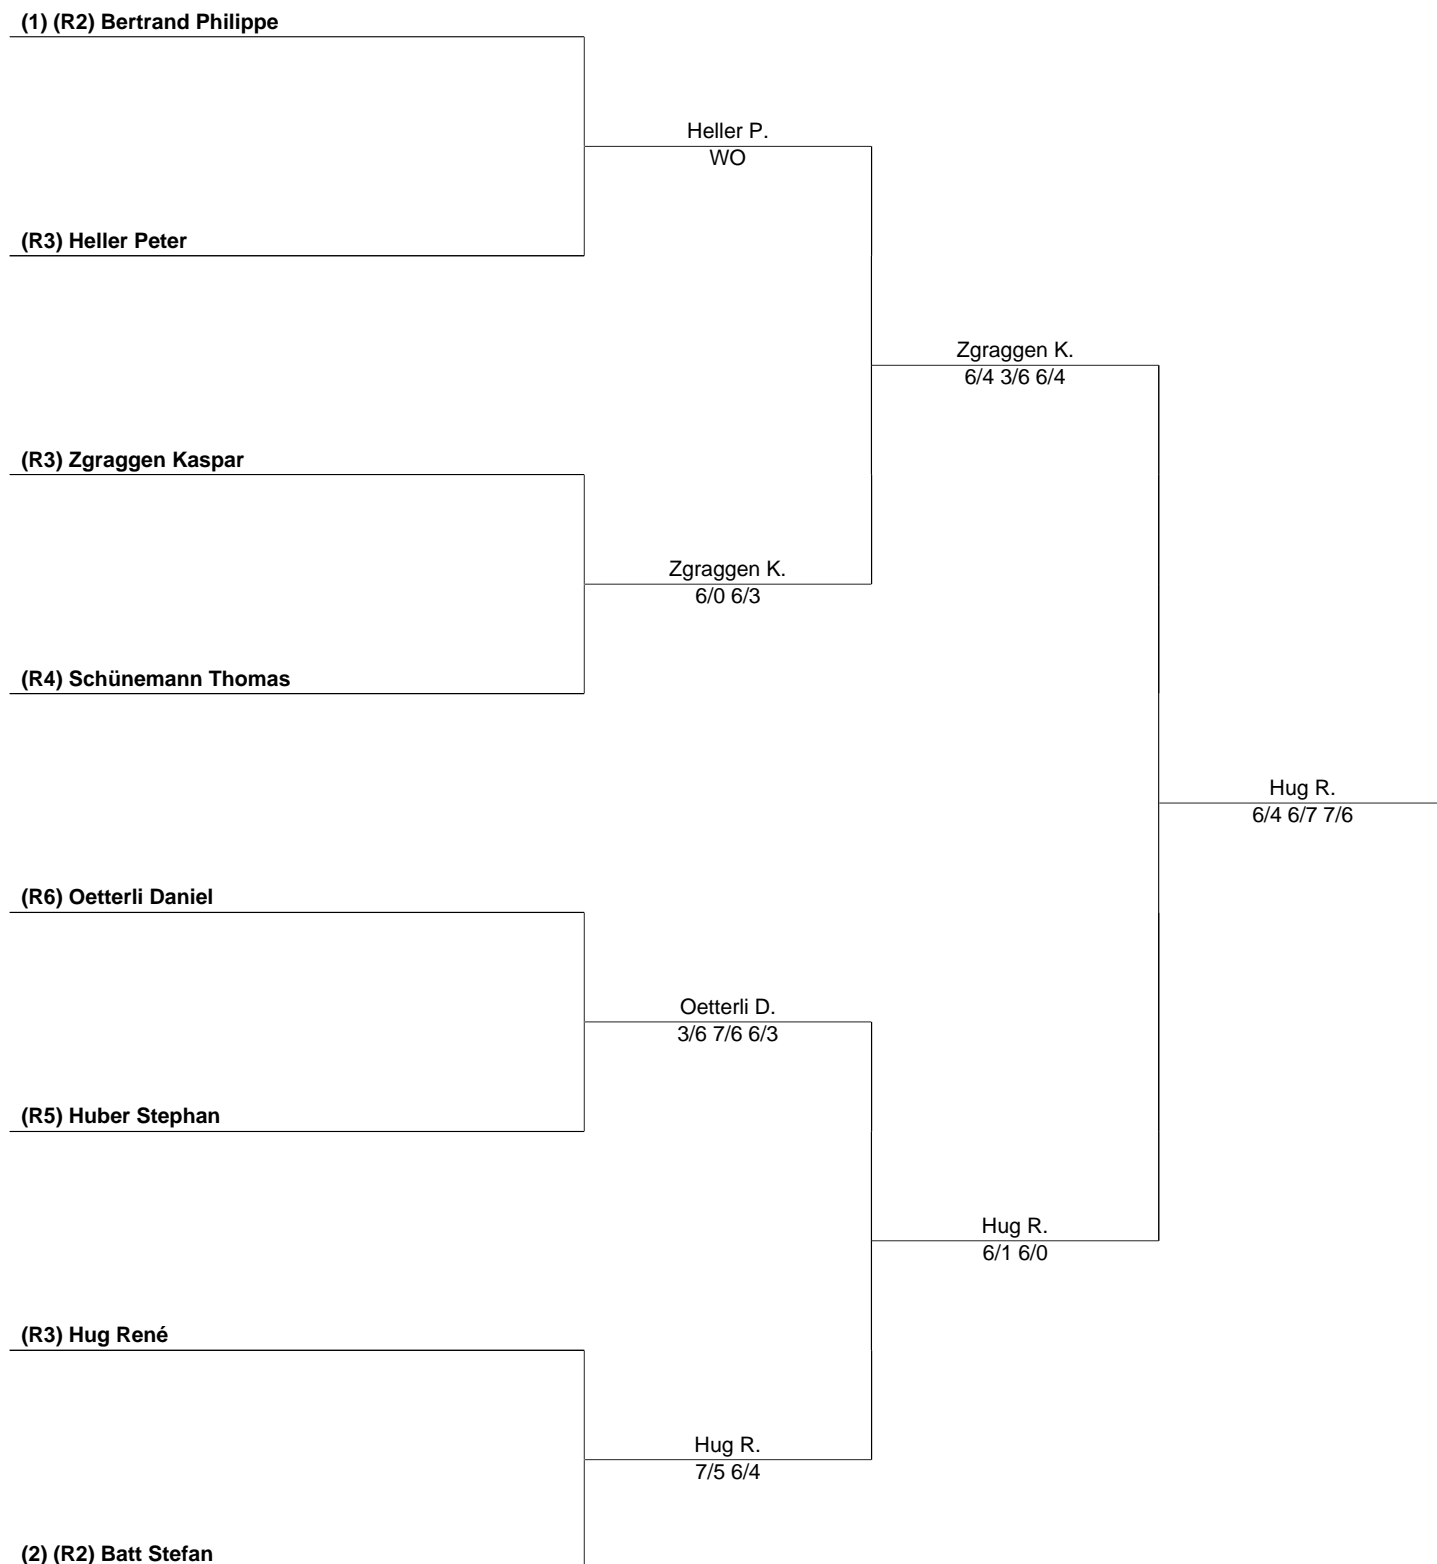 (1) (R2) Bertrand Philippe
Heller P.
WO
(R3) Heller Peter
Zgraggen K.
6/4 3/6 6/4
(R3) Zgraggen Kaspar
Zgraggen K.
6/0 6/3
(R4) Schünemann Thomas
Hug R.
6/4 6/7 7/6
(R6) Oetterli Daniel
Oetterli D.
3/6 7/6 6/3
(R5) Huber Stephan
Hug R.
6/1 6/0
(R3) Hug René
Hug R.
7/5 6/4
(2) (R2) Batt Stefan